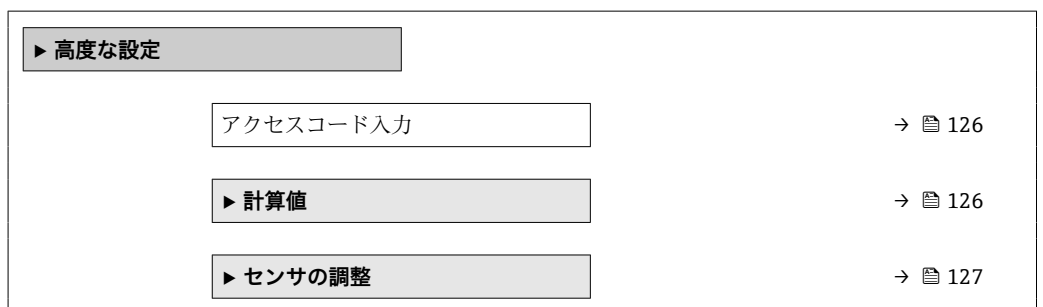 ▶ 高度な設定
アクセスコード入力 → 🖹 126
▶ 計算値 → 🖹 126
▶ センサの調整 → 🖹 127